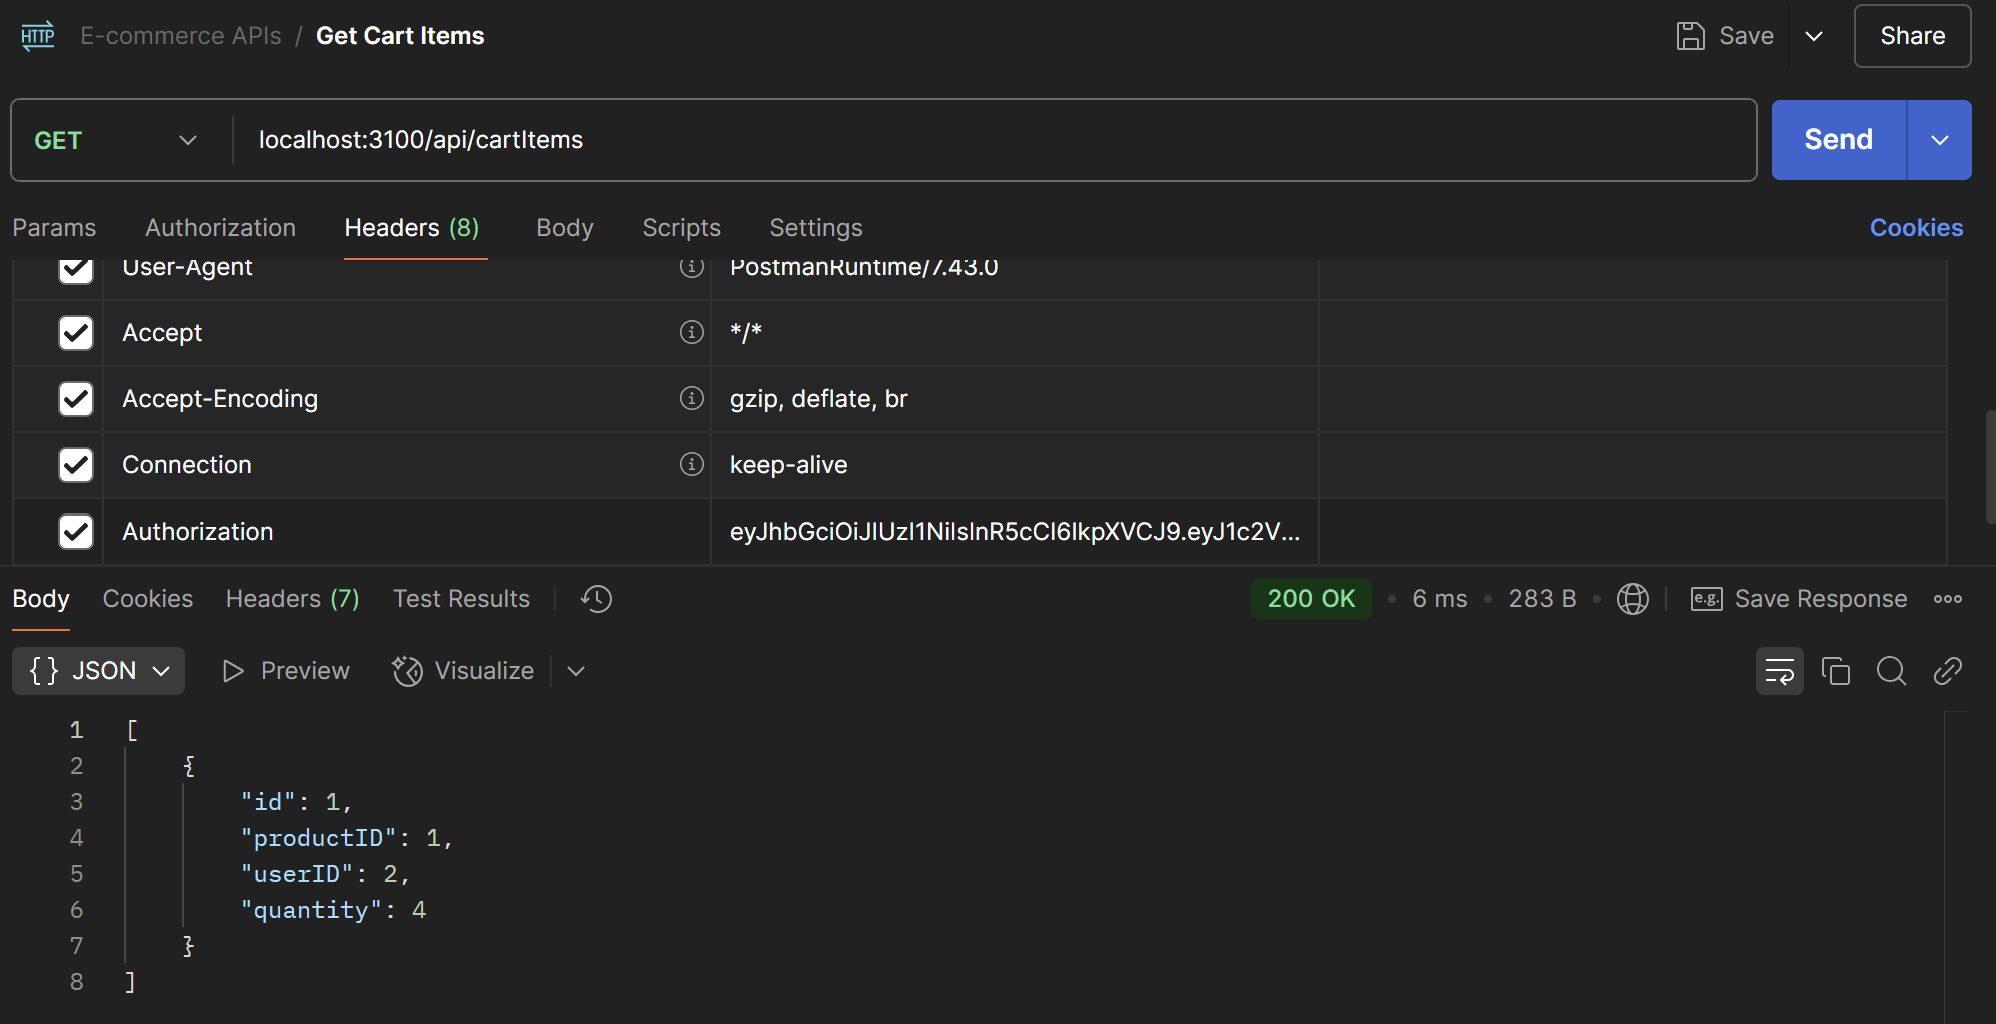 HTTP E-commerce APIs / Get Cart Items Save Share
GET localhost:3100/api/cartItems Send
Params Authorization Headers (8) Body Scripts Settings Cookies
User-Agent PostmanRuntime/7.43.0
Accept */*
Accept-Encoding gzip, deflate, br
Connection keep-alive
Authorization eyJhbGciOiJIUzI1NiIsInR5cCI6IkpXVCJ9.eyJ1c2V...
Body Cookies Headers (7) Test Results 200 OK • 6 ms • 283 B • e.g. Save Response
{} JSON Preview Visualize
1 [
2 {
3 "id": 1,
4 "productID": 1,
5 "userID": 2,
6 "quantity": 4
7 }
8 ]